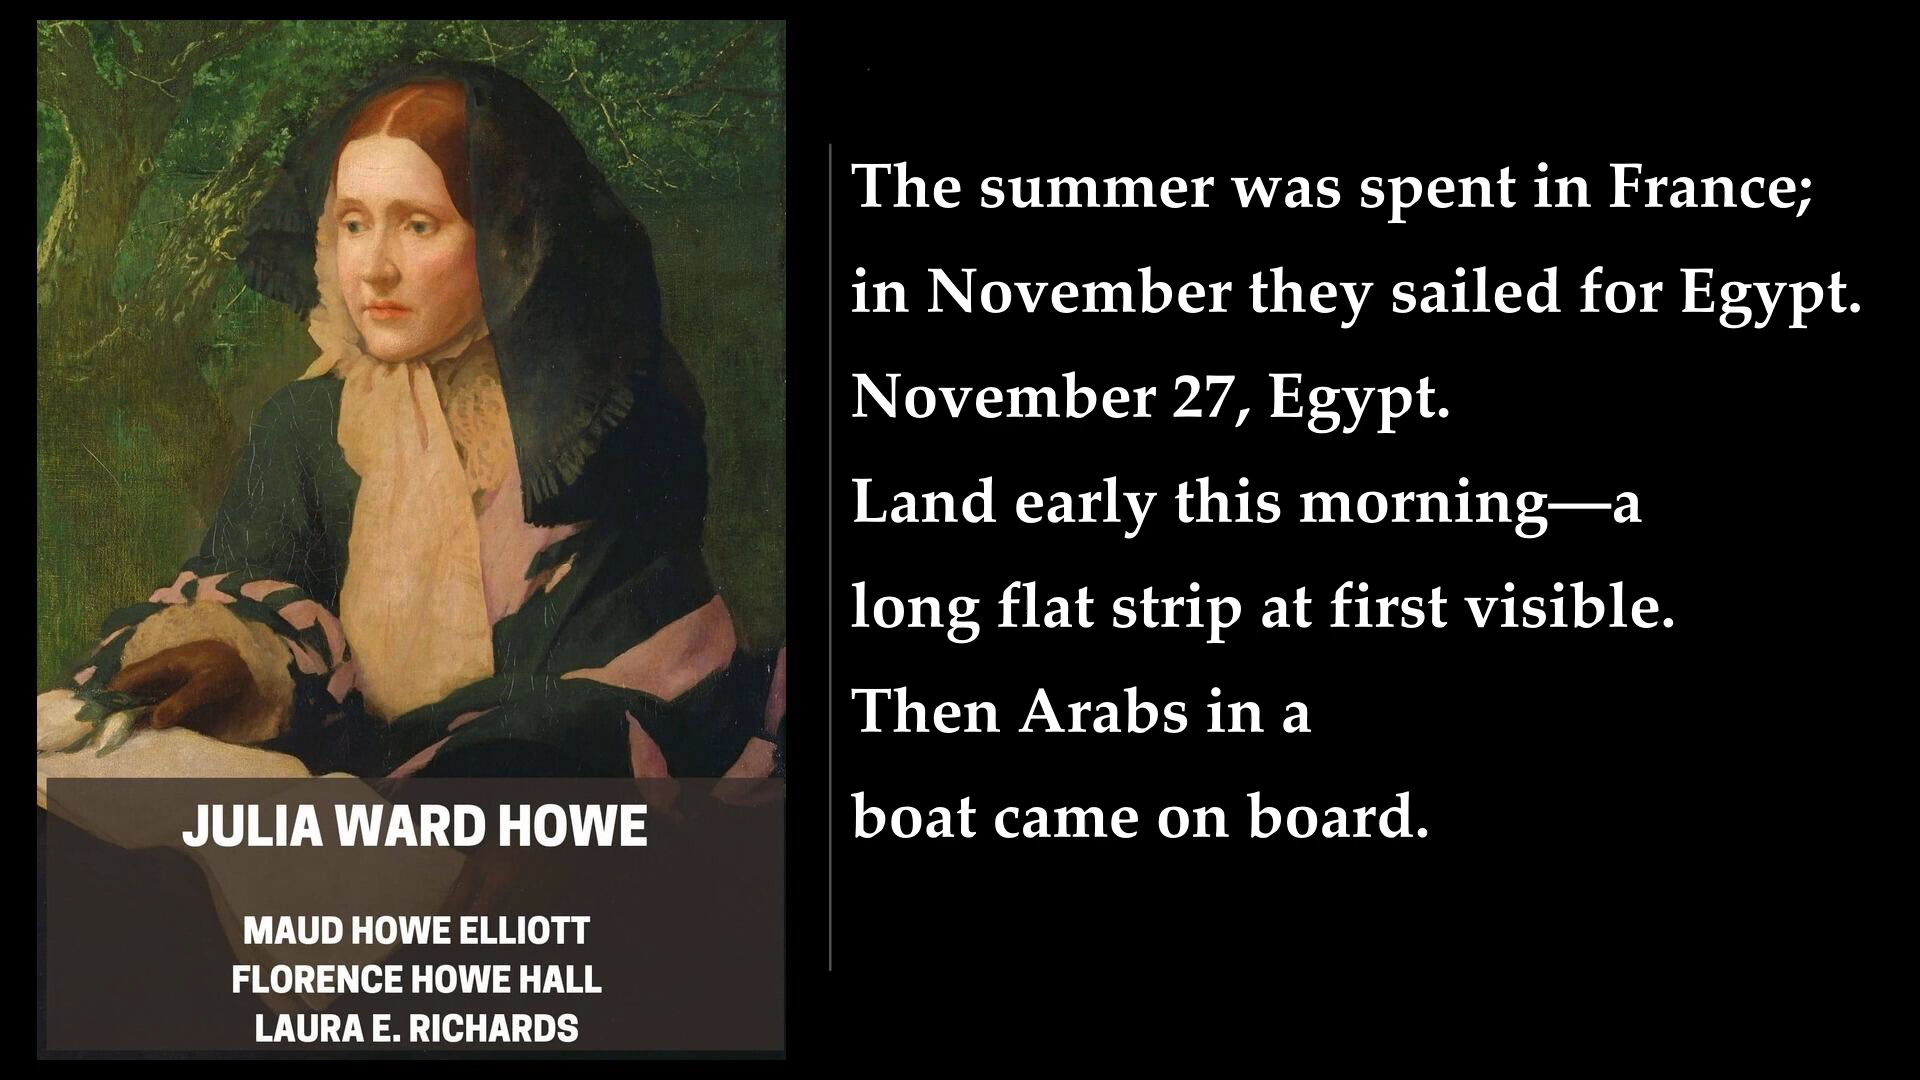 JULIA WARD HOWE
MAUD HOWE ELLIOTT
FLORENCE HOWE HALL
LAURA E. RICHARDS
The summer was spent in France;
in November they sailed for Egypt.
November 27, Egypt.
Land early this morning—a
long flat strip at first visible.
Then Arabs in a
boat came on board.